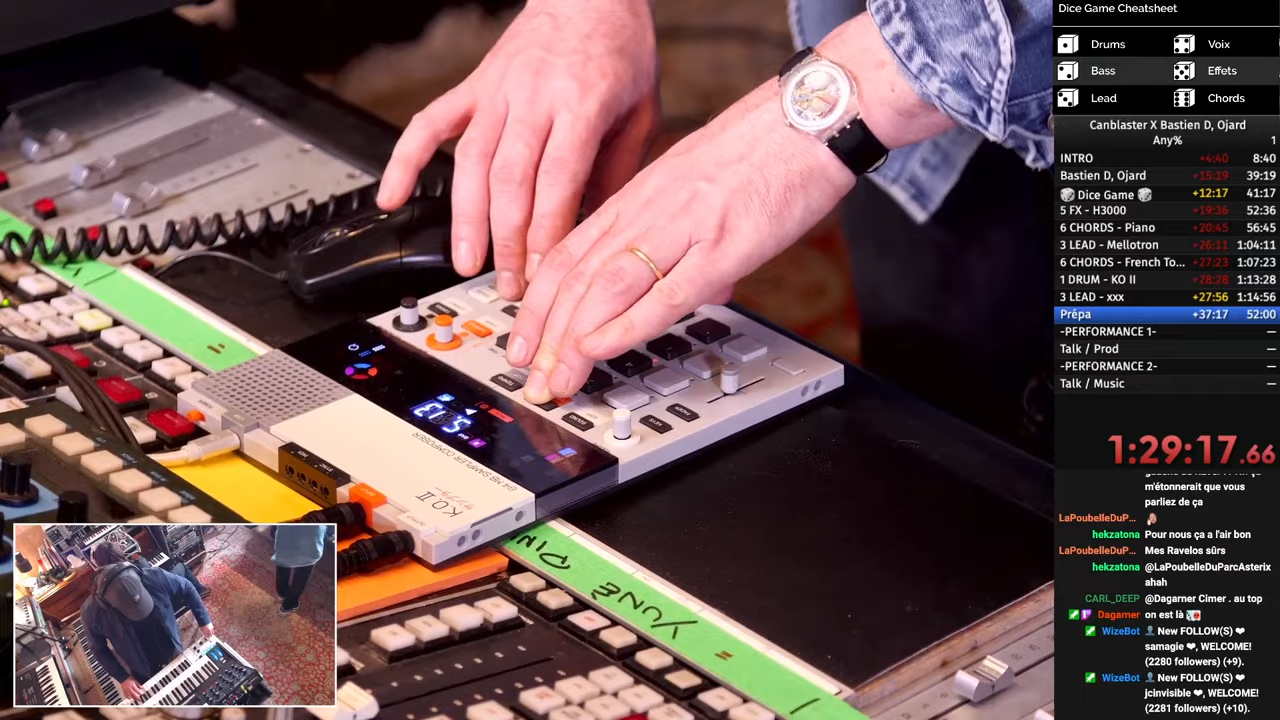 Dice Game Cheatsheet
Drums Voix
Bass Effets
Lead Chords
Canblaster X Bastien D, Ojard
Any% 1
INTRO +4:40 8:40
Bastien D, Ojard +15:19 39:19
🎲 Dice Game 🎲 +12:17 41:17
5 FX - H3000 +19:36 52:36
6 CHORDS - Piano +20:45 56:45
3 LEAD - Mellotron +26:11 1:04:11
6 CHORDS - French To... +27:23 1:07:23
1 DRUM - KO II +28:28 1:13:28
3 LEAD - xxx +27:56 1:14:56
Prépa +37:17 52:00
-PERFORMANCE 1- —
Talk / Prod —
-PERFORMANCE 2- —
Talk / Music —
1:29:17.66
m'étonnerait que vous
parliez de ça
LaPoubelleDuP...
hekzatona Pour nous ça a l'air bon
LaPoubelleDuP... Mes Ravelos sûrs
hekzatona @LaPoubelleDuParcAsterix
ahah
CARL_DEEP @Dagarner Cimer . au top
Dagarner on est là
WizeBot 👤 New FOLLOW(S) ❤
samagie ❤, WELCOME!
(2280 followers) (+9).
WizeBot 👤 New FOLLOW(S) ❤
jcinvisible ❤, WELCOME!
(2281 followers) (+10).
64 MB SAMPLER COMPOSER
K.O.II
SOUND
KEYS
FADER
TEMPO
YUNÉ PIN